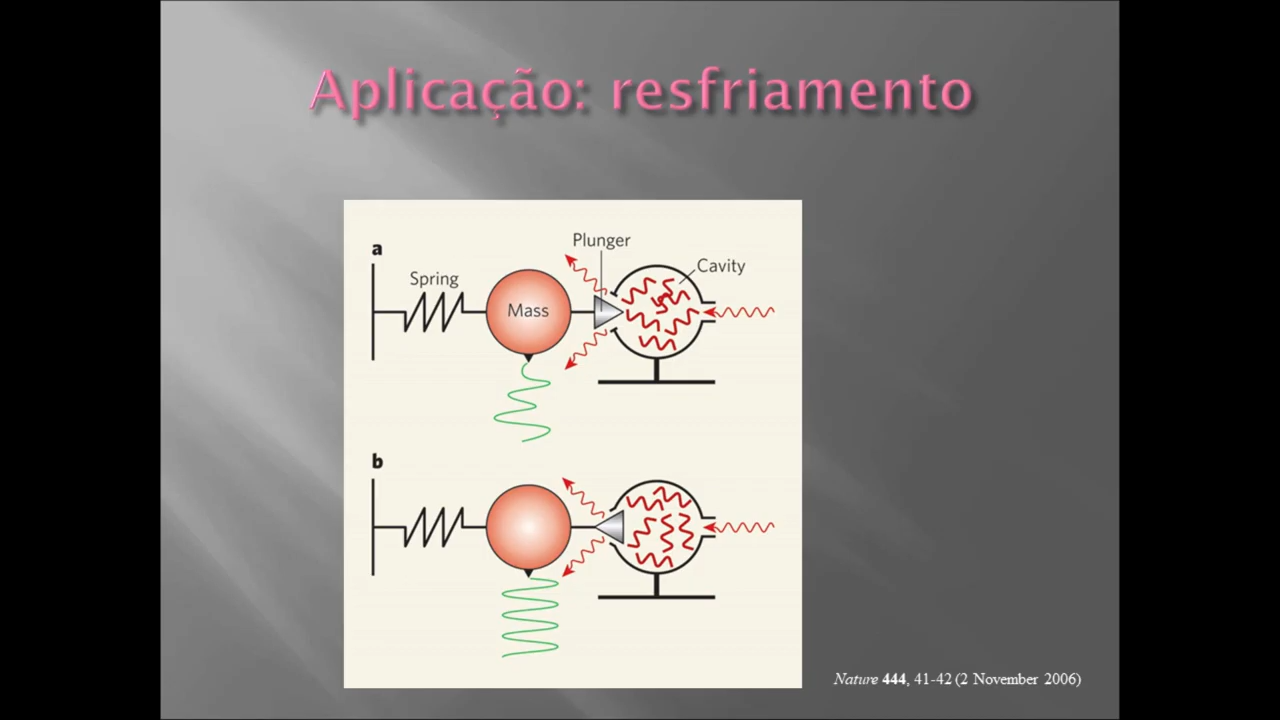 Aplicação: resfriamento
a
Plunger
Cavity
Spring
Mass
b
Nature 444, 41-42 (2 November 2006)